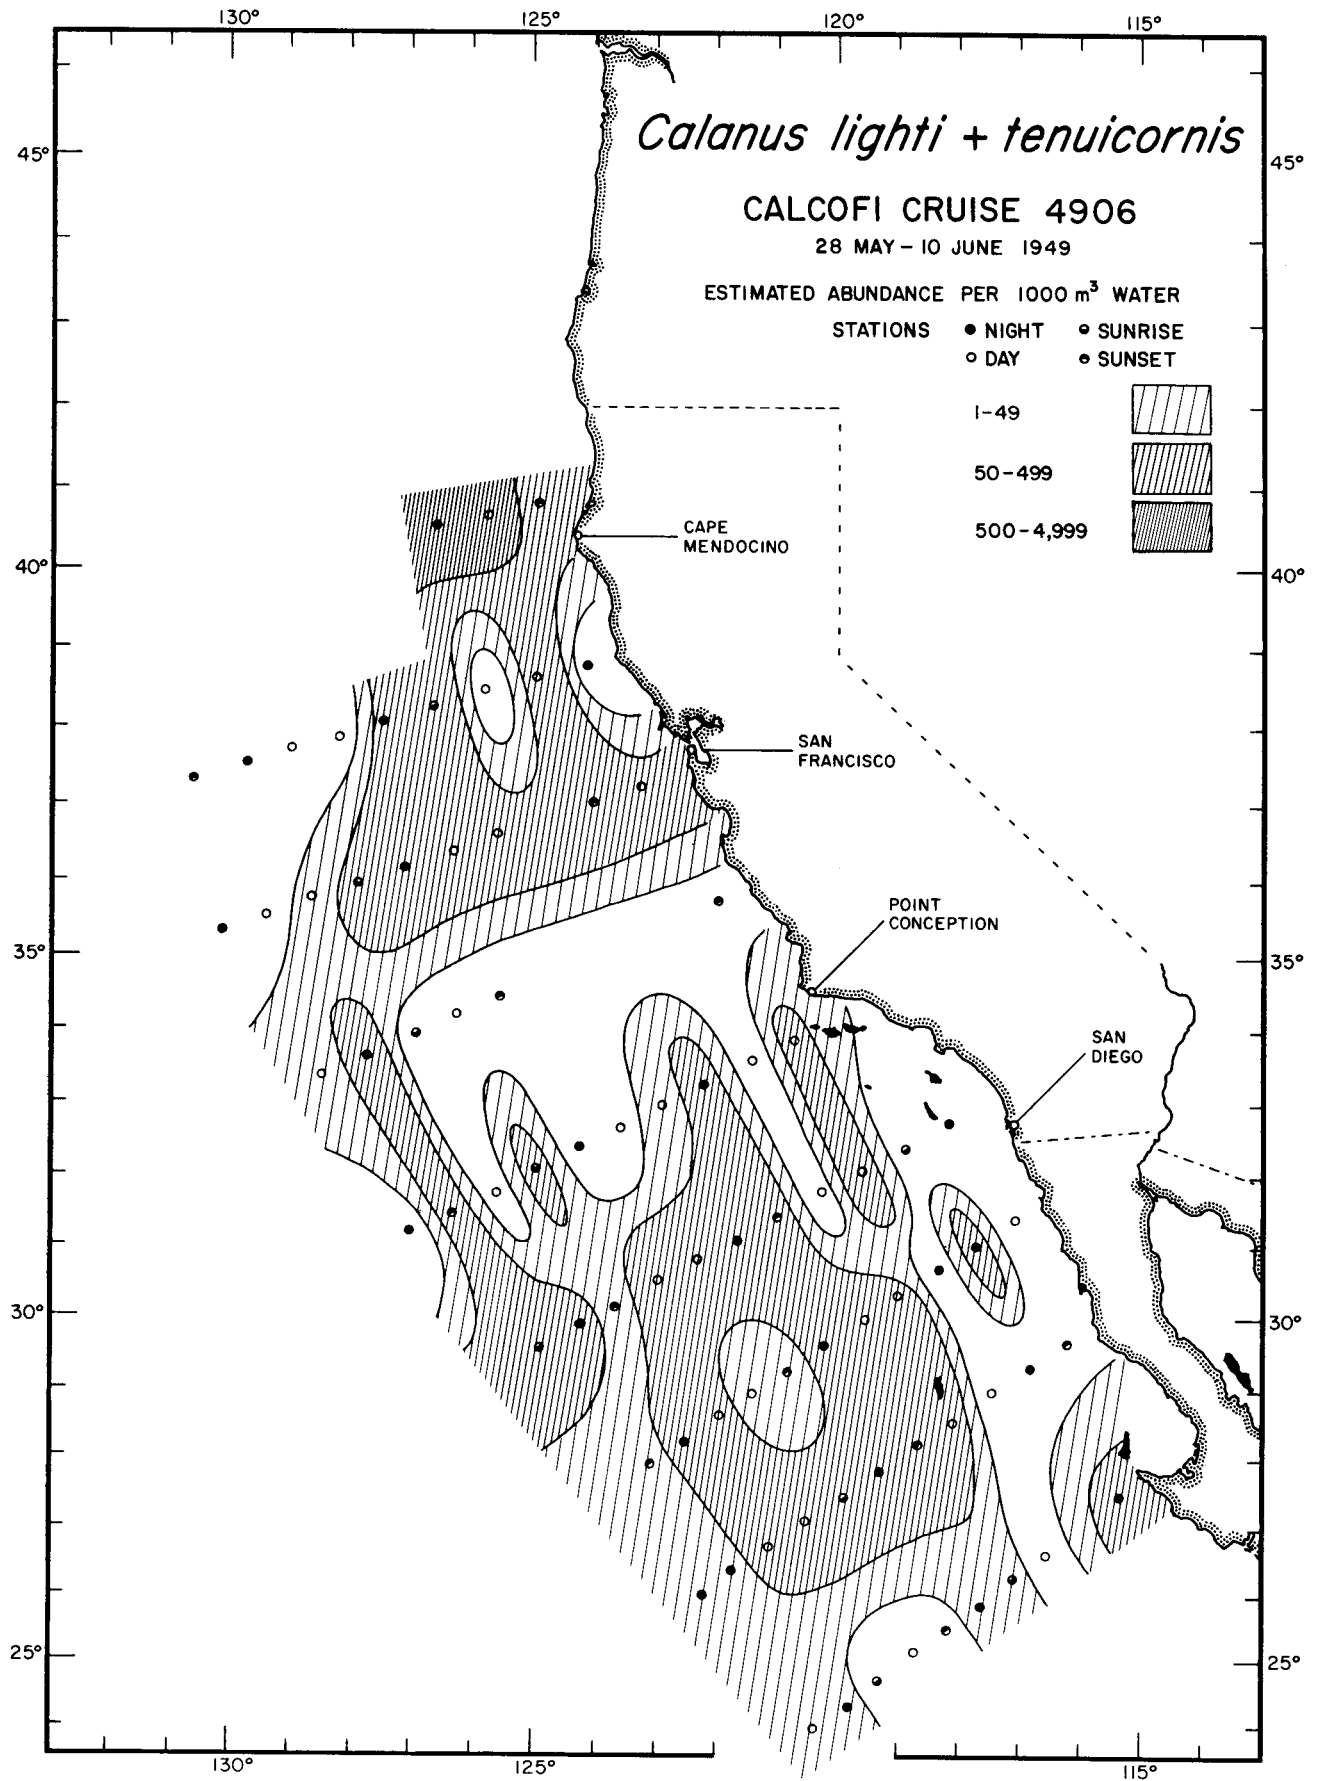 130° 125° 120° 115°
Calanus lighti + tenuicornis
45° 45°
CALCOFI CRUISE 4906
28 MAY – 10 JUNE 1949
ESTIMATED ABUNDANCE PER 1000 m³ WATER
STATIONS ● NIGHT SUNRISE
○ DAY SUNSET
1-49
50-499
500-4,999
CAPE
MENDOCINO
40° 40°
SAN
FRANCISCO
POINT
CONCEPTION
35° 35°
SAN
DIEGO
30° 30°
25° 25°
130° 125° 115°